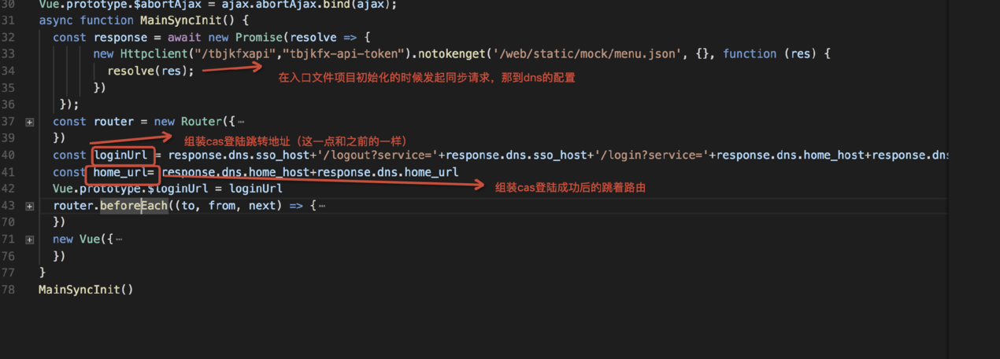 30 Vue.prototype.$abortAjax = ajax.abortAjax.bind(ajax);
31 async function MainSyncInit() {
32 const response = await new Promise(resolve => {
33 new Httpclient("/tbjkfxapi","tbjkfx-api-token").notokenget('/web/static/mock/menu.json', {}, function (res) {
34 resolve(res);
在入口文件项目初始化的时候发起同步请求，那到dns的配置
35 })
36 });
37 const router = new Router({…
39 })
组装cas登陆跳转地址（这一点和之前的一样）
40 const loginUrl = response.dns.sso_host+'/logout?service='+response.dns.sso_host+'/login?service='+response.dns.home_host+response.dns
41 const home_url= response.dns.home_host+response.dns.home_url
42 Vue.prototype.$loginUrl = loginUrl
组装cas登陆成功后的跳着路由
43 router.beforeEach((to, from, next) => {…
70 })
71 new Vue({…
76 })
77 }
78 MainSyncInit()